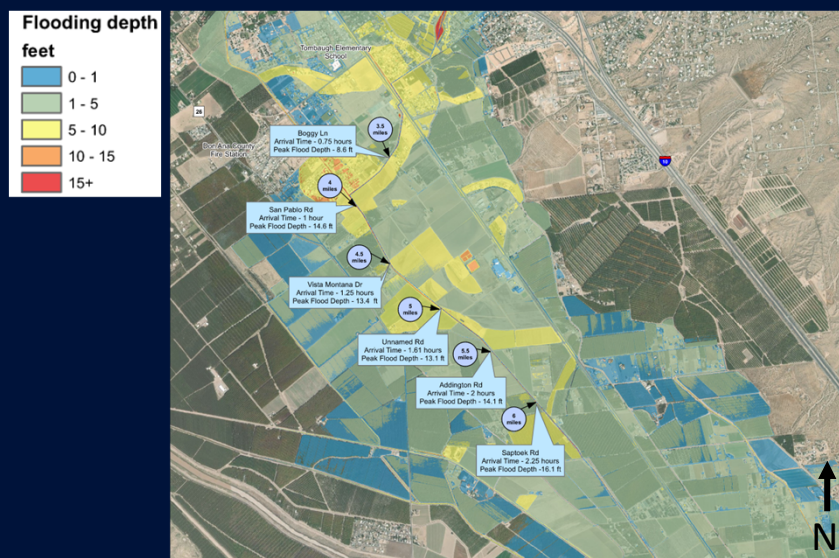 Flooding depth
feet
0 - 1
1 - 5
5 - 10
10 - 15
15+
Tombaugh Elementary
School
26
Don Ana County
Fire Station
10
3.5
miles
Boggy Ln
Arrival Time - 0.75 hours
Peak Flood Depth - 8.6 ft
4
miles
San Pablo Rd
Arrival Time - 1 hour
Peak Flood Depth - 14.6 ft
4.5
miles
Vista Montana Dr
Arrival Time - 1.25 hours
Peak Flood Depth - 13.4 ft
5
miles
Unnamed Rd
Arrival Time - 1.61 hours
Peak Flood Depth - 13.1 ft
5.5
miles
Addington Rd
Arrival Time - 2 hours
Peak Flood Depth - 14.1 ft
6
miles
Saptoek Rd
Arrival Time - 2.25 hours
Peak Flood Depth -16.1 ft
N